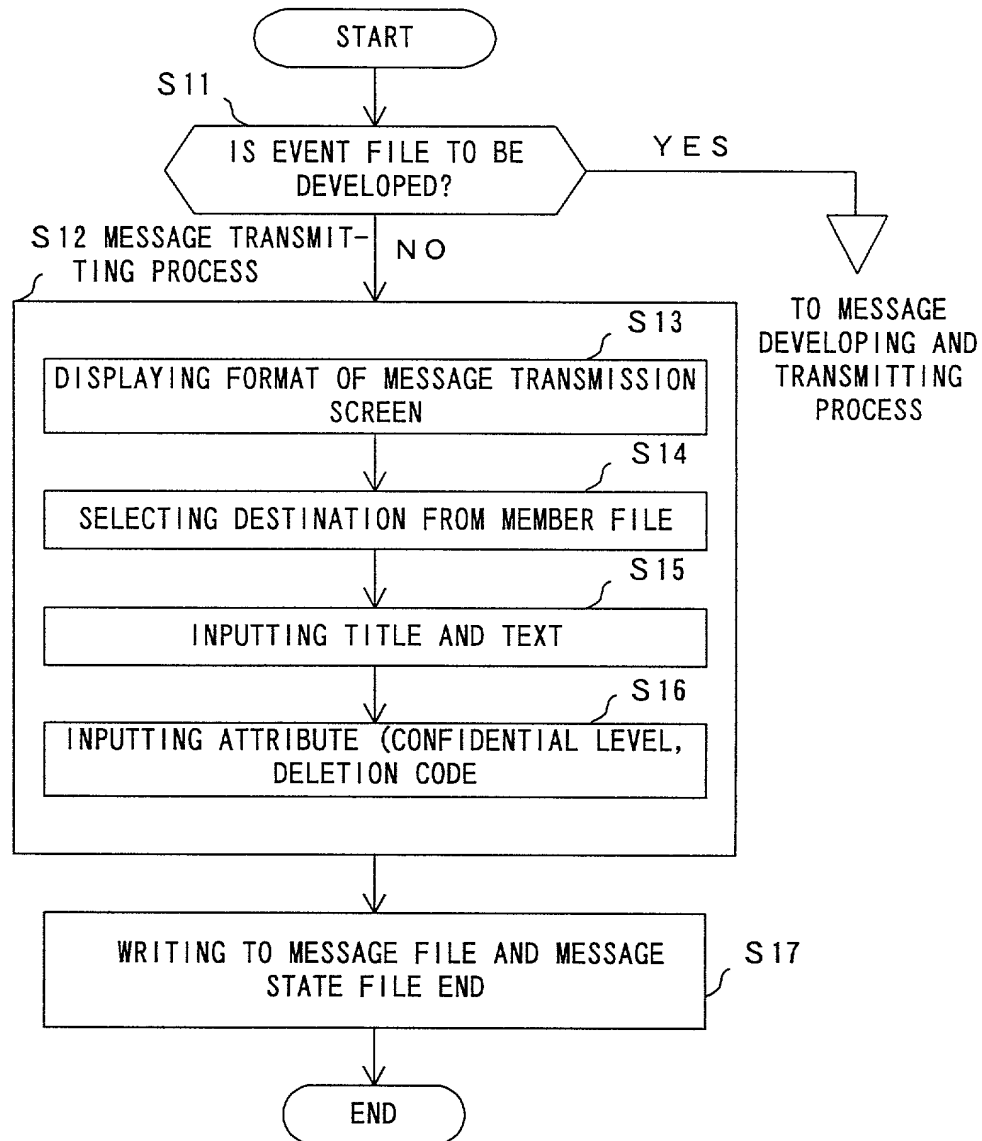 START
S11
IS EVENT FILE TO BE
DEVELOPED?
YES
S12 MESSAGE TRANSMIT-
TING PROCESS
NO
TO MESSAGE
DEVELOPING AND
TRANSMITTING
PROCESS
S13
DISPLAYING FORMAT OF MESSAGE TRANSMISSION
SCREEN
S14
SELECTING DESTINATION FROM MEMBER FILE
S15
INPUTTING TITLE AND TEXT
S16
INPUTTING ATTRIBUTE (CONFIDENTIAL LEVEL,
DELETION CODE
WRITING TO MESSAGE FILE AND MESSAGE
STATE FILE END
S17
END